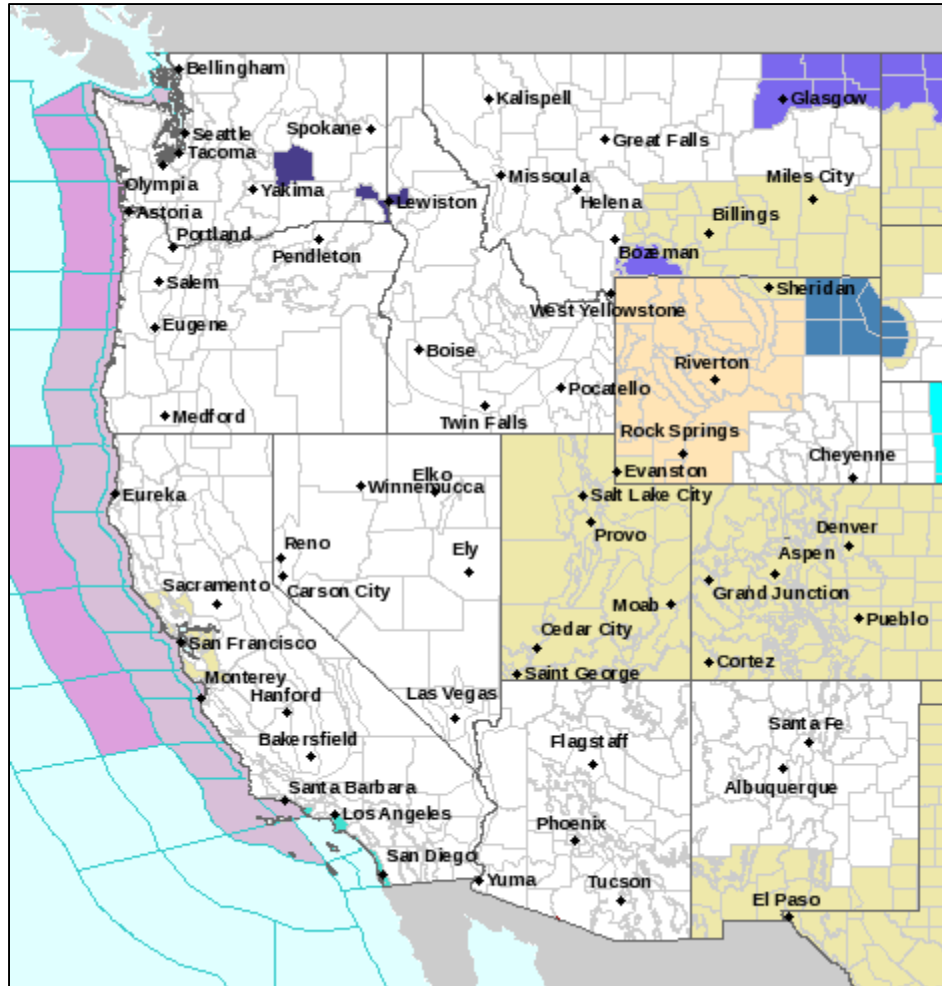 Bellingham
Kalispell
Glasgow
Seattle
Spokane
Great Falls
Tacoma
Olympia
Yakima
Lewiston
Missoula
Helena
Miles City
Astoria
Portland
Pendleton
Billings
Bozeman
Salem
Sheridan
West Yellowstone
Eugene
Boise
Riverton
Pocatello
Medford
Twin Falls
Rock Springs
Cheyenne
Evanston
Eureka
Winnemucca
Elko
Salt Lake City
Provo
Denver
Reno
Ely
Aspen
Carson City
Grand Junction
Sacramento
Moab
Pueblo
San Francisco
Cedar City
Cortez
Saint George
Monterey
Hanford
Las Vegas
Santa Fe
Bakersfield
Flagstaff
Albuquerque
Santa Barbara
Los Angeles
Phoenix
San Diego
Yuma
Tucson
El Paso